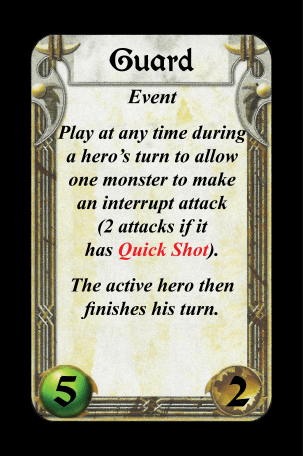 Guard
Event
Play at any time during
a hero's turn to allow
one monster to make
an interrupt attack
(2 attacks if it
has Quick Shot).
The active hero then
finishes his turn.
5 2